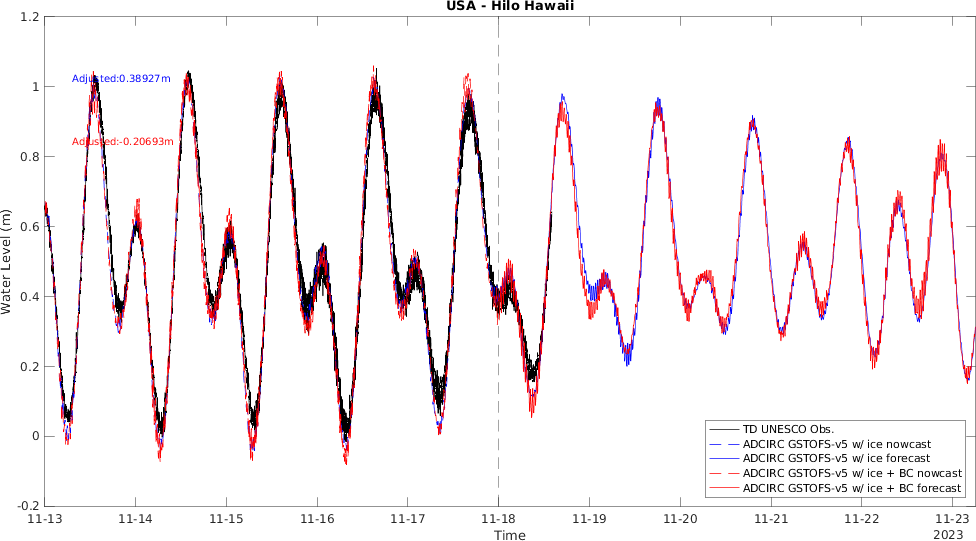 USA - Hilo Hawaii
1.2
1
0.8
0.6
0.4
0.2
0
-0.2
Water Level (m)
Adjusted:0.38927m
Adjusted:-0.20693m
TD UNESCO Obs.
ADCIRC GSTOFS-v5 w/ ice nowcast
ADCIRC GSTOFS-v5 w/ ice forecast
ADCIRC GSTOFS-v5 w/ ice + BC nowcast
ADCIRC GSTOFS-v5 w/ ice + BC forecast
11-13 11-14 11-15 11-16 11-17 11-18 11-19 11-20 11-21 11-22 11-23
Time
2023